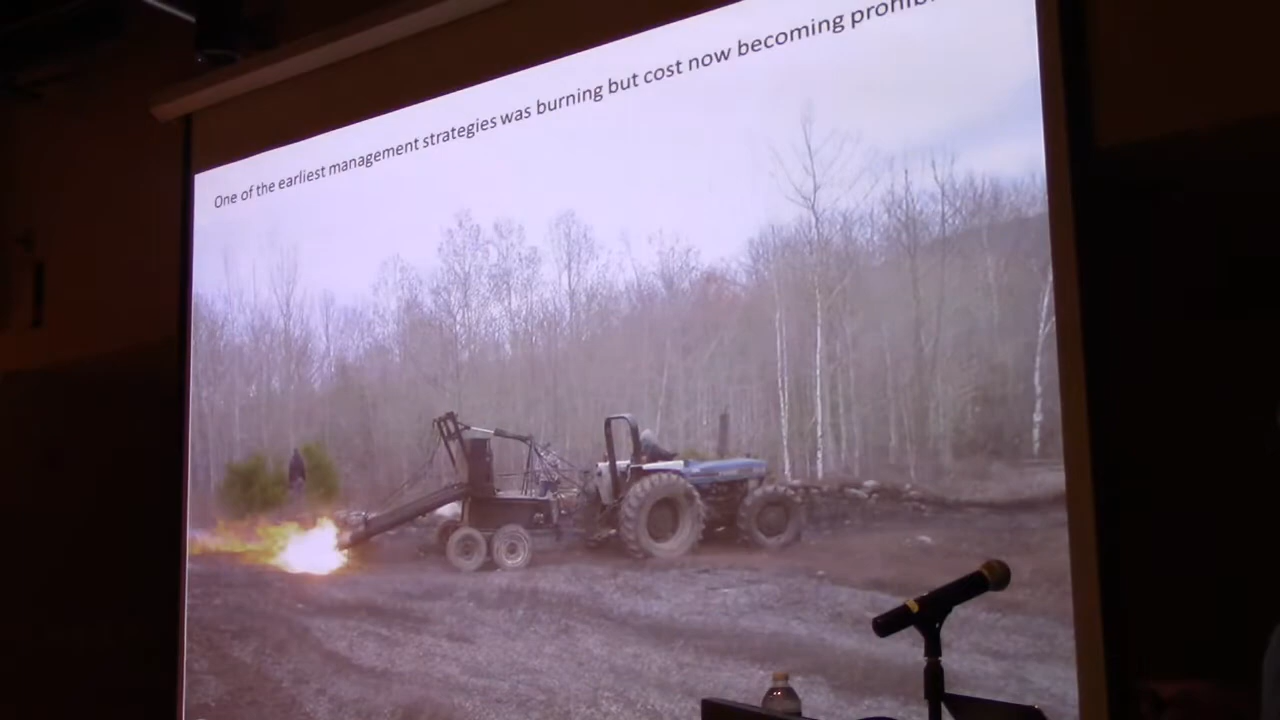 One of the earliest management strategies was burning but cost now becoming